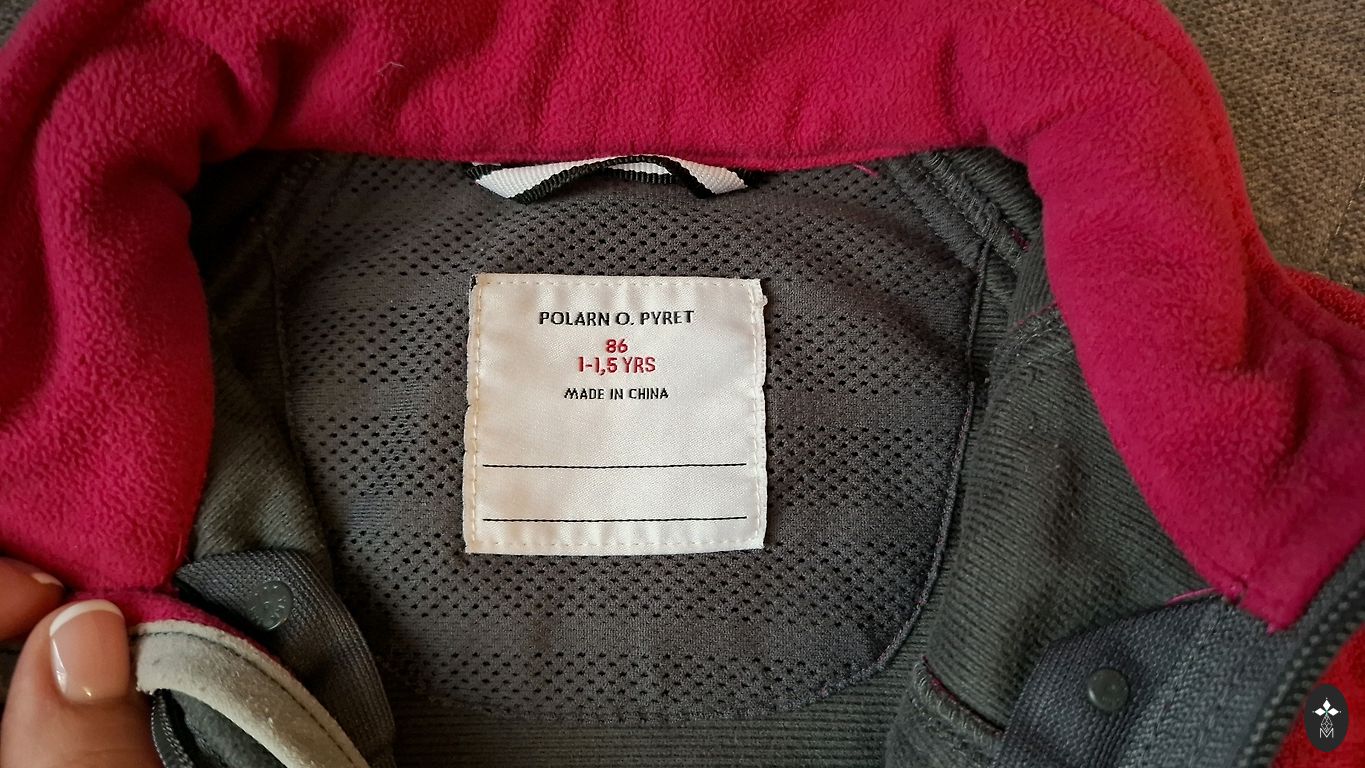 POLARN O. PYRET
86
1-1,5 YRS
MADE IN CHINA
M